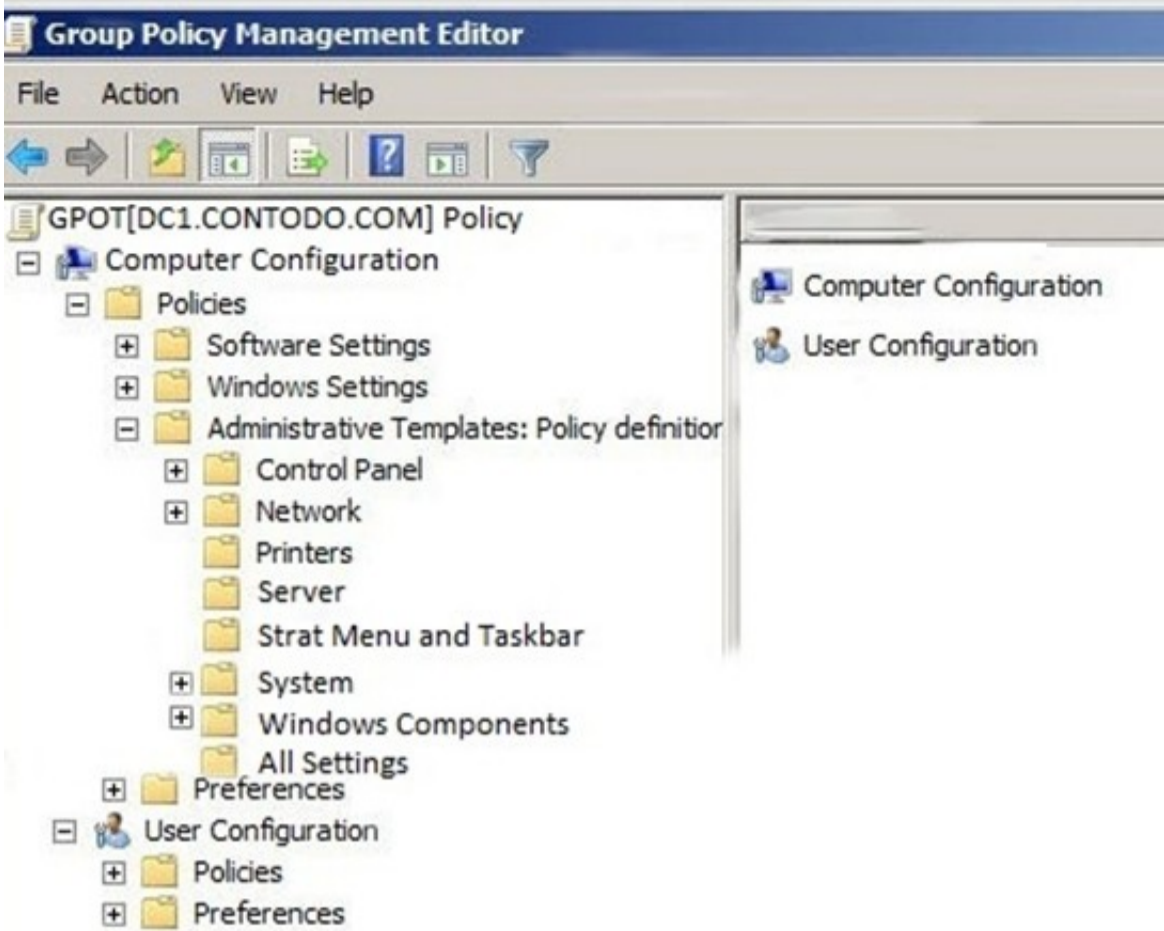 Group Policy Management Editor
File Action View Help
GPOT[DC1.CONTODO.COM] Policy
Computer Configuration
Policies
Software Settings
Windows Settings
Administrative Templates: Policy definition
Control Panel
Network
Printers
Server
Strat Menu and Taskbar
System
Windows Components
All Settings
Preferences
User Configuration
Policies
Preferences
Computer Configuration
User Configuration